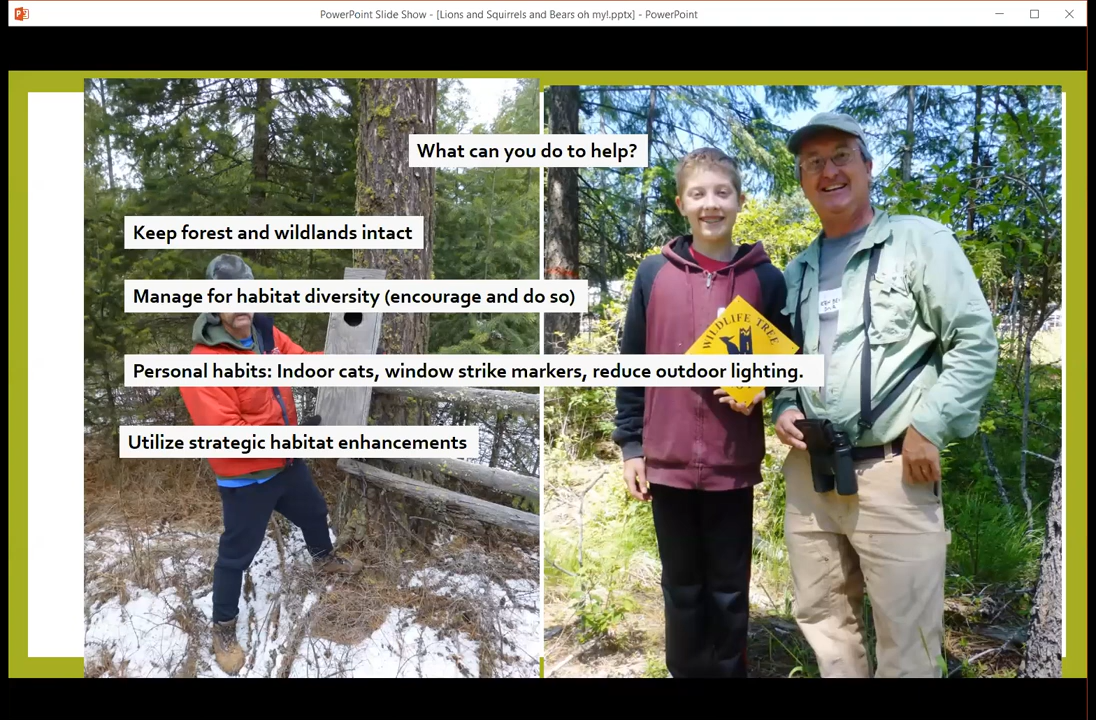 PowerPoint Slide Show - [Lions and Squirrels and Bears oh my!.pptx] - PowerPoint
What can you do to help?
Keep forest and wildlands intact
Manage for habitat diversity (encourage and do so)
WILDLIFE TREE
Personal habits: Indoor cats, window strike markers, reduce outdoor lighting.
Utilize strategic habitat enhancements